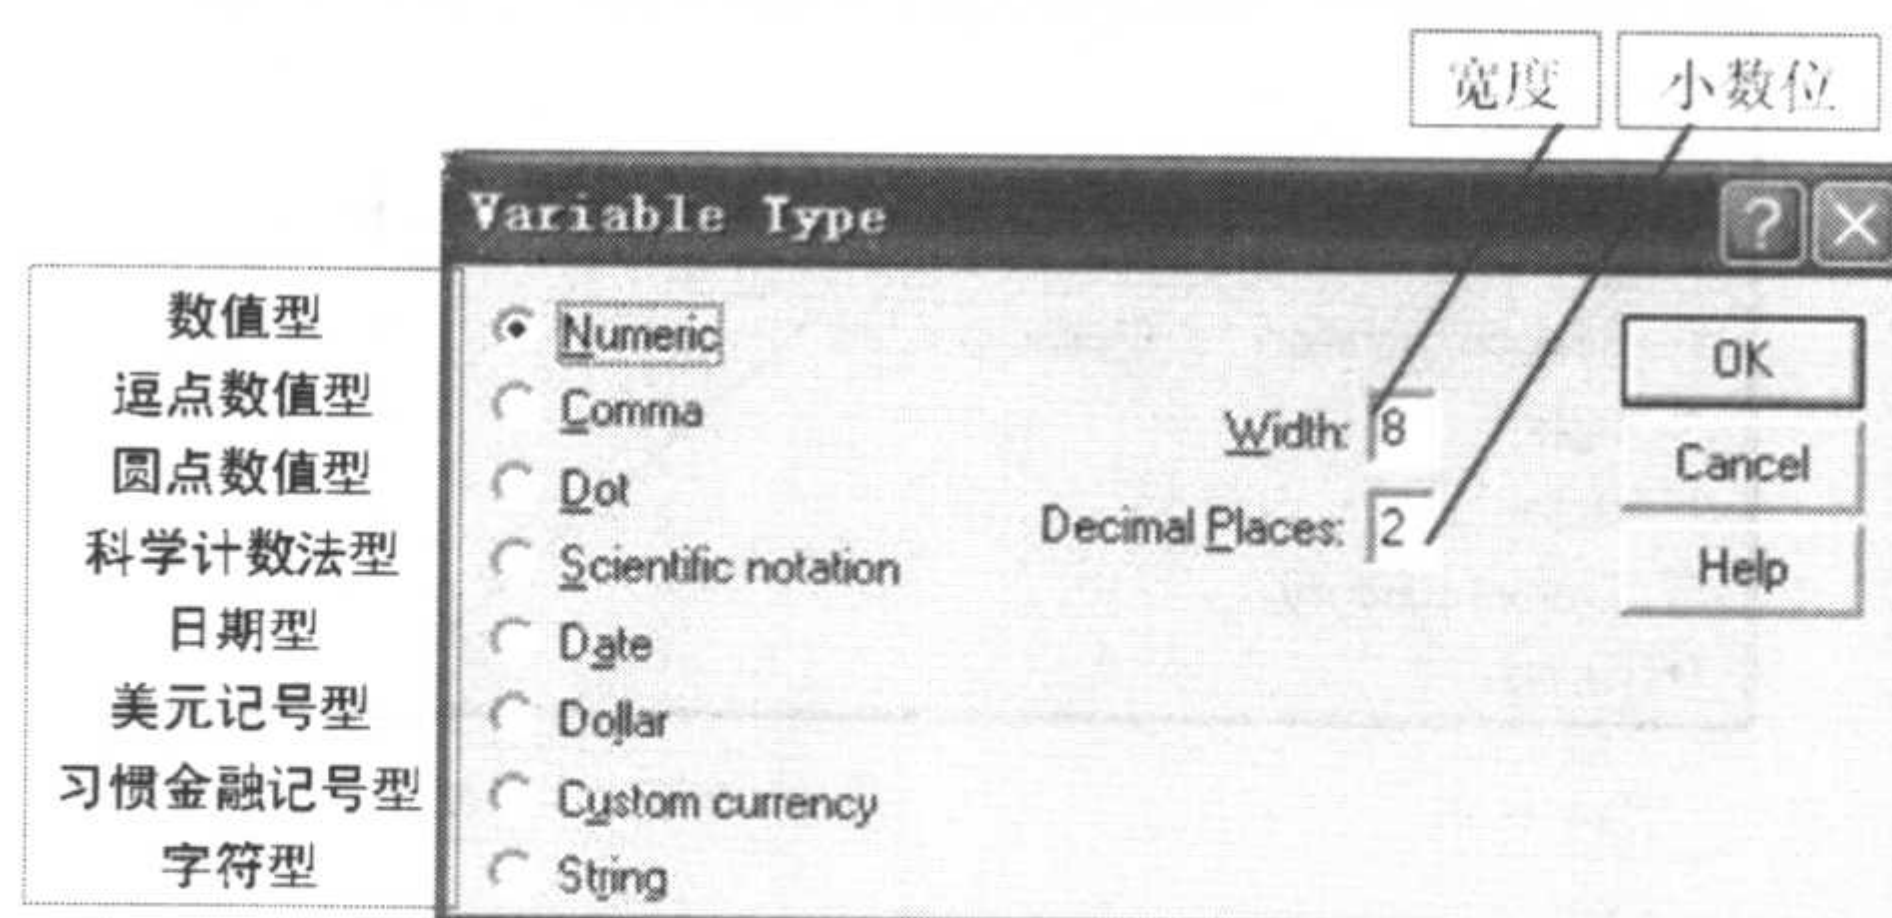 宽度 小数位
Variable Type
数值型 Numeric OK
逗点数值型 Comma Width: 8
圆点数值型 Dot Cancel
科学计数法型 Scientific notation Decimal Places: 2 Help
日期型 Date
美元记号型 Dollar
习惯金融记号型 Custom currency
字符型 String